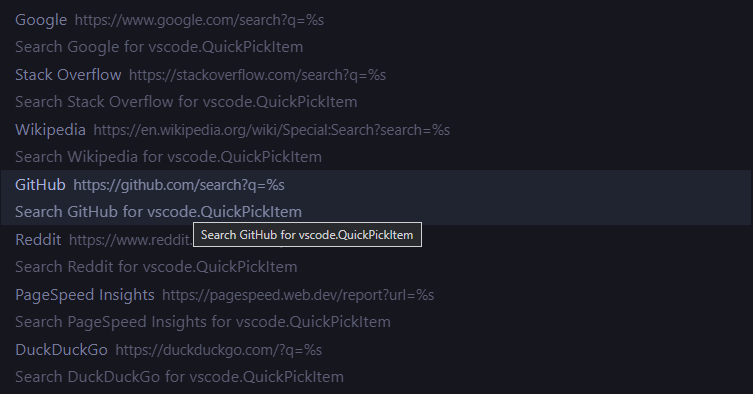 Google https://www.google.com/search?q=%s
Search Google for vscode.QuickPickItem
Stack Overflow https://stackoverflow.com/search?q=%s
Search Stack Overflow for vscode.QuickPickItem
Wikipedia https://en.wikipedia.org/wiki/Special:Search?search=%s
Search Wikipedia for vscode.QuickPickItem
GitHub https://github.com/search?q=%s
Search GitHub for vscode.QuickPickItem
Search GitHub for vscode.QuickPickItem
Reddit https://www.reddit.
Search Reddit for vscode.QuickPickItem
PageSpeed Insights https://pagespeed.web.dev/report?url=%s
Search PageSpeed Insights for vscode.QuickPickItem
DuckDuckGo https://duckduckgo.com/?q=%s
Search DuckDuckGo for vscode.QuickPickItem